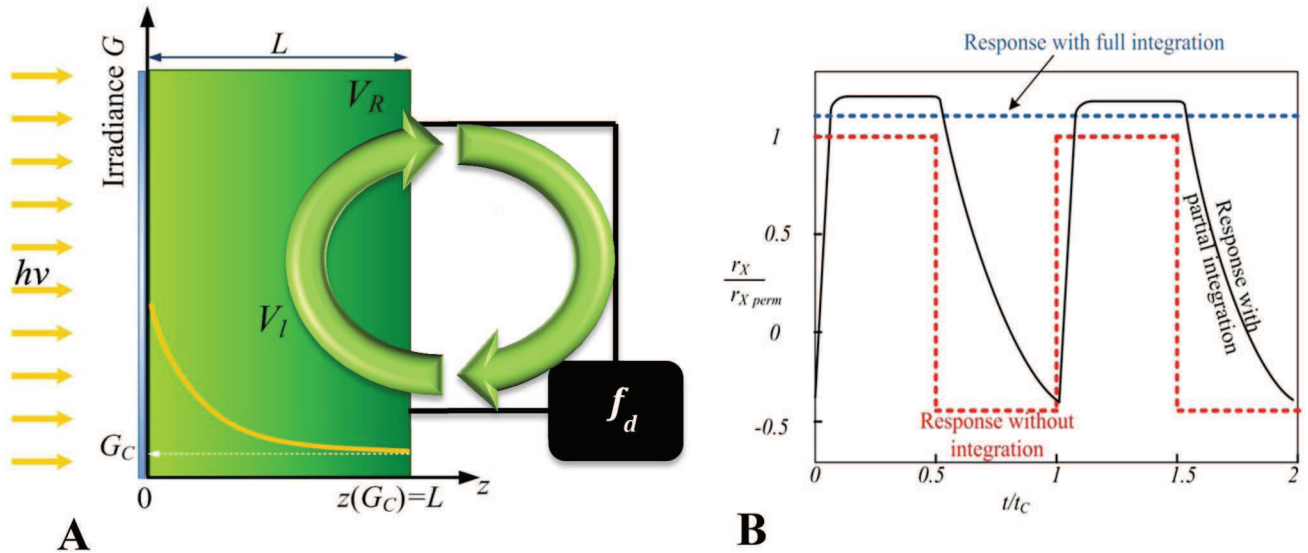 Irradiance G
L
V_R
hν
V_l
f_d
G_C
0
z(G_C)=L
z
A
Response with full integration
1
0.5
0
-0.5
r_X
r_X perm
Response with
partial integration
Response without
integration
0
0.5
1
1.5
2
t/t_C
B